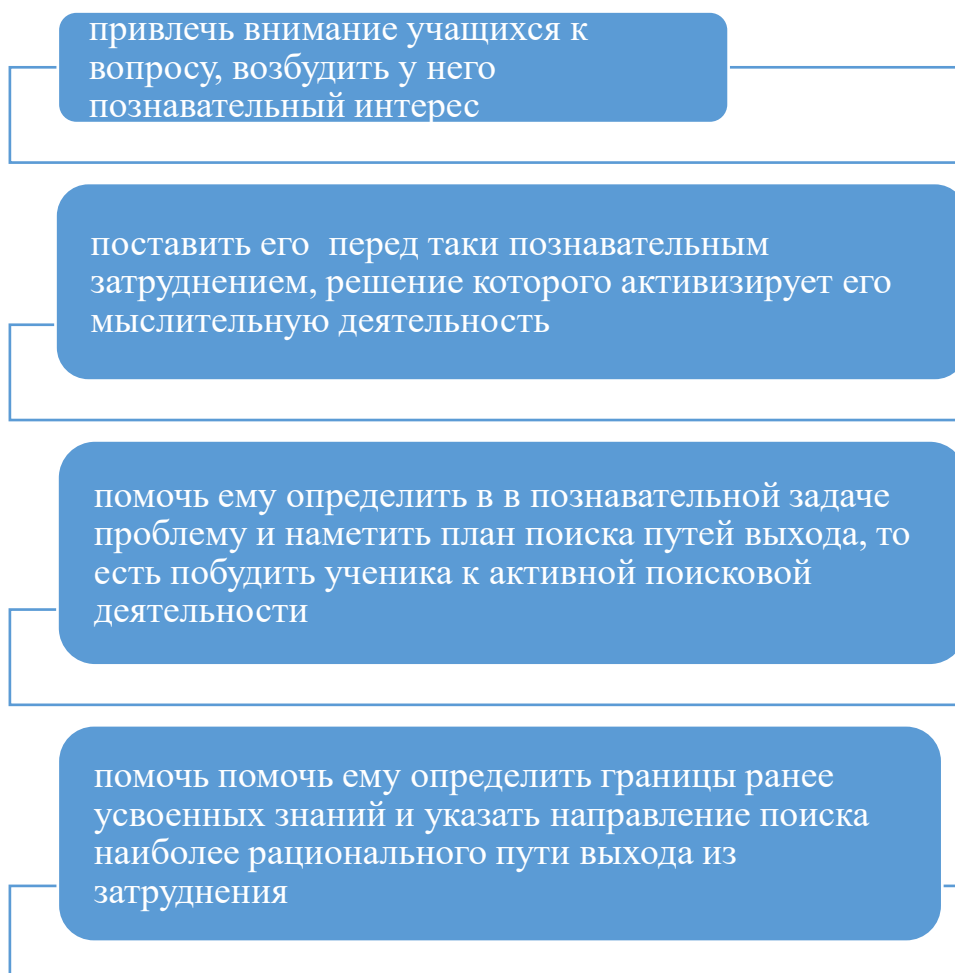 привлечь внимание учащихся к
вопросу, возбудить у него
познавательный интерес
поставить его  перед таки познавательным
затруднением, решение которого активизирует его
мыслительную деятельность
помочь ему определить в в познавательной задаче
проблему и наметить план поиска путей выхода, то
есть побудить ученика к активной поисковой
деятельности
помочь помочь ему определить границы ранее
усвоенных знаний и указать направление поиска
наиболее рационального пути выхода из
затруднения